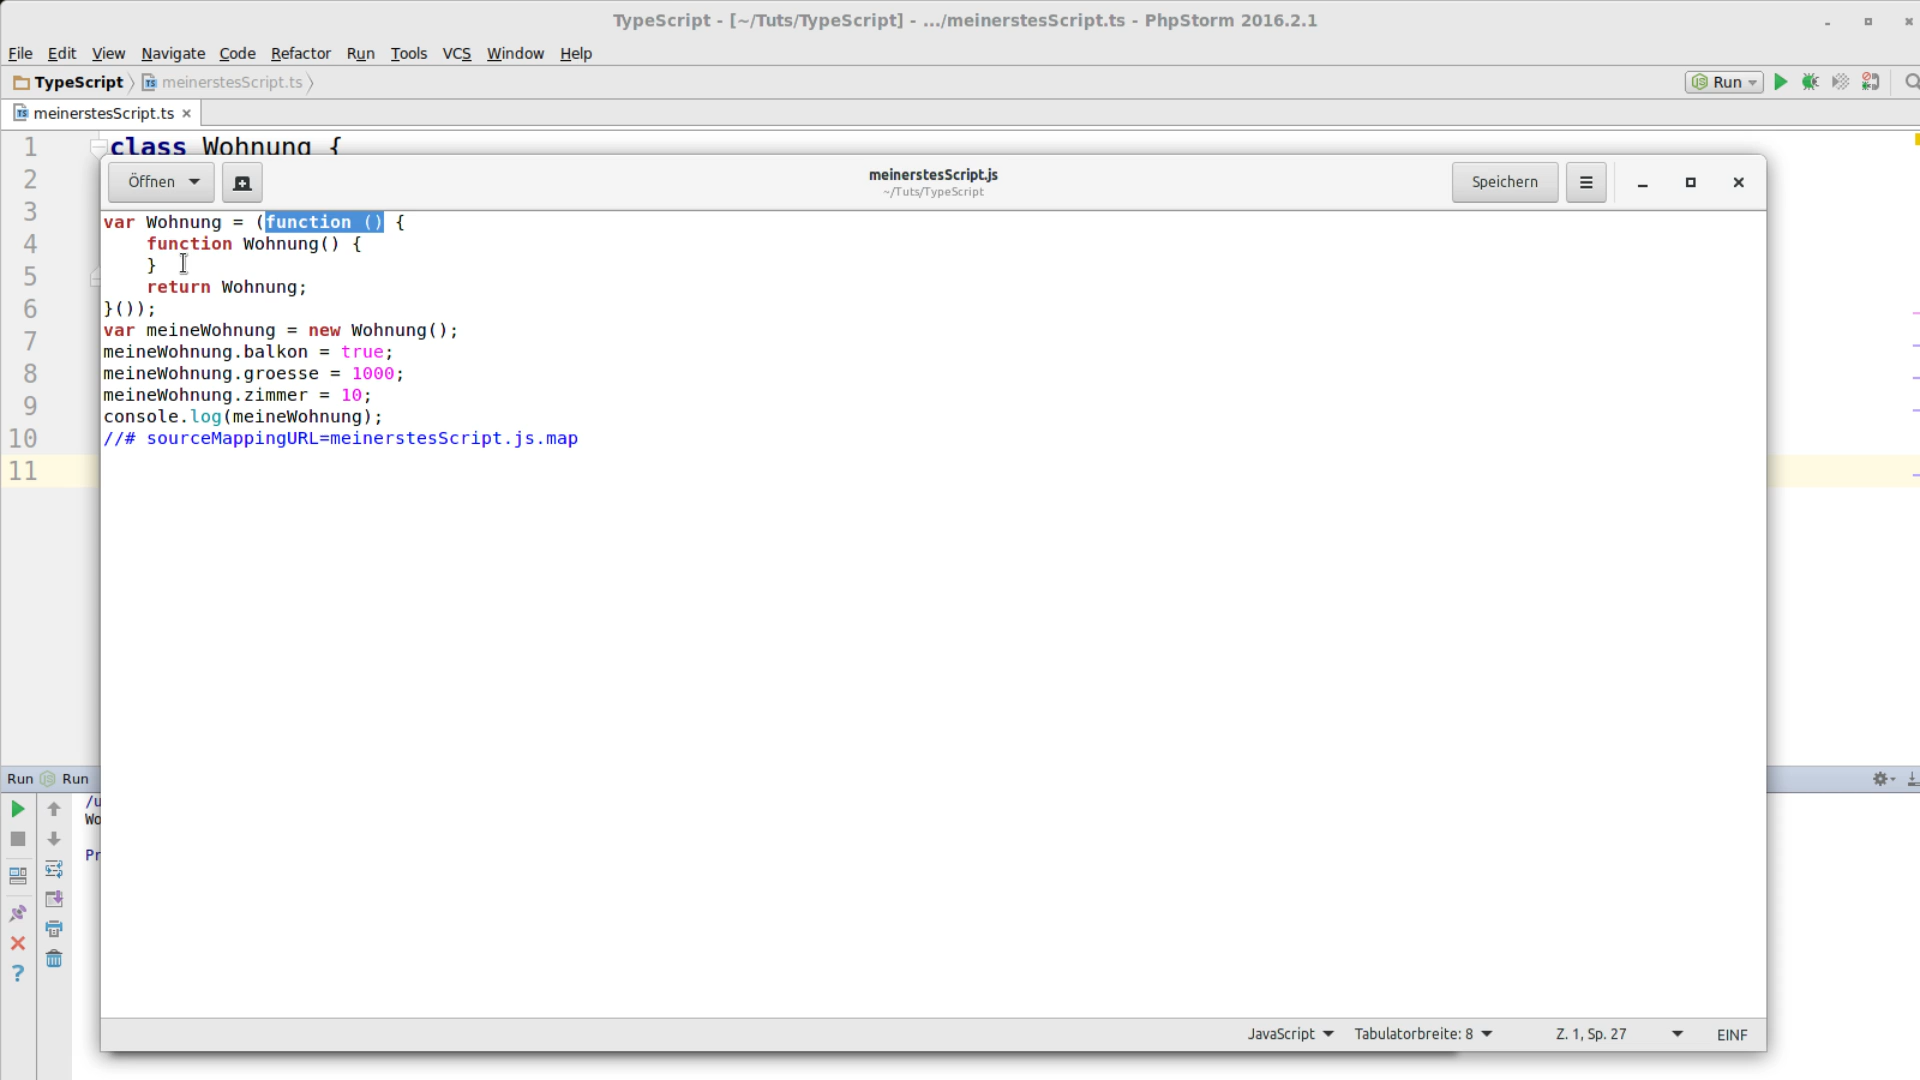 TypeScript - [~/Tuts/TypeScript] - .../meinerstesScript.ts - PhpStorm 2016.2.1
File Edit View Navigate Code Refactor Run Tools VCS Window Help
TypeScript meinerstesScript.ts Run
meinerstesScript.ts
1 class Wohnung {
Öffnen meinerstesScript.js Speichern
~/Tuts/TypeScript
2
3
4
5
6
7
8
9
10
11
var Wohnung = (function () {
function Wohnung() {
}
return Wohnung;
}());
var meineWohnung = new Wohnung();
meineWohnung.balkon = true;
meineWohnung.groesse = 1000;
meineWohnung.zimmer = 10;
console.log(meineWohnung);
//# sourceMappingURL=meinerstesScript.js.map
Run Run
/u
Wo
Pr
JavaScript Tabulatorbreite: 8 Z. 1, Sp. 27 EINF